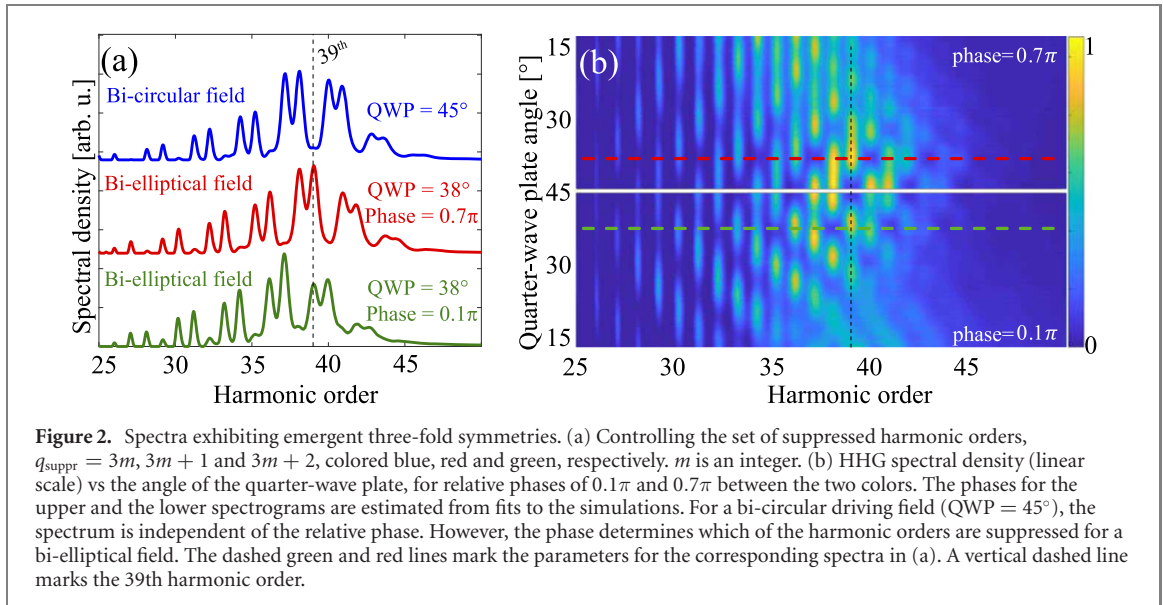 (a)
39th
Bi-circular field
QWP = 45°
Bi-elliptical field
QWP = 38°
Phase = 0.7π
Bi-elliptical field
QWP = 38°
Phase = 0.1π
Spectral density [arb. u.]
25 30 35 40 45
Harmonic order
(b)
phase=0.7π
phase=0.1π
Quarter-wave plate angle [°]
15
30
45
30
15
25 30 35 40 45
Harmonic order
1
0
Figure 2. Spectra exhibiting emergent three-fold symmetries. (a) Controlling the set of suppressed harmonic orders,
qsuppr = 3m, 3m + 1 and 3m + 2, colored blue, red and green, respectively. m is an integer. (b) HHG spectral density (linear
scale) vs the angle of the quarter-wave plate, for relative phases of 0.1π and 0.7π between the two colors. The phases for the
upper and the lower spectrograms are estimated from fits to the simulations. For a bi-circular driving field (QWP = 45°), the
spectrum is independent of the relative phase. However, the phase determines which of the harmonic orders are suppressed for a
bi-elliptical field. The dashed green and red lines mark the parameters for the corresponding spectra in (a). A vertical dashed line
marks the 39th harmonic order.